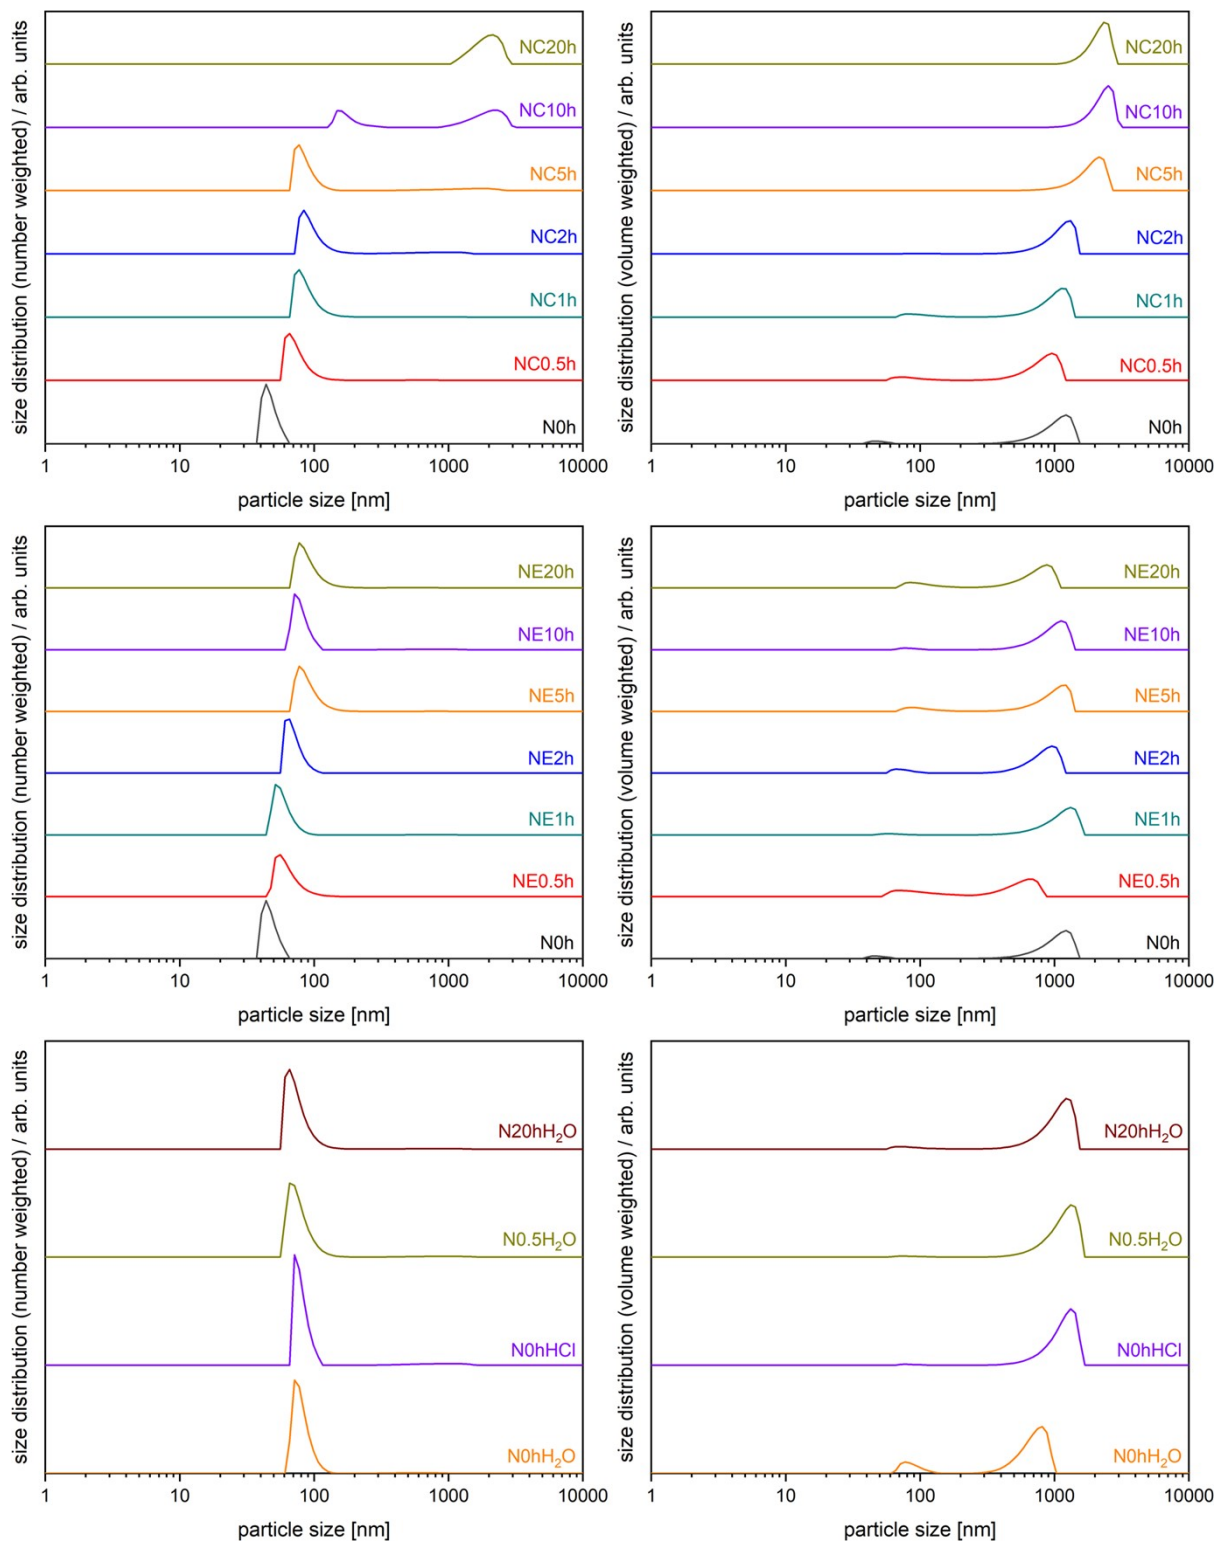 size distribution (number weighted) / arb. units
NC20h
NC10h
NC5h
NC2h
NC1h
NC0.5h
N0h
1 10 100 1000 10000
particle size [nm]
size distribution (volume weighted) / arb. units
NC20h
NC10h
NC5h
NC2h
NC1h
NC0.5h
N0h
1 10 100 1000 10000
particle size [nm]
size distribution (number weighted) / arb. units
NE20h
NE10h
NE5h
NE2h
NE1h
NE0.5h
N0h
1 10 100 1000 10000
particle size [nm]
size distribution (volume weighted) / arb. units
NE20h
NE10h
NE5h
NE2h
NE1h
NE0.5h
N0h
1 10 100 1000 10000
particle size [nm]
size distribution (number weighted) / arb. units
N20hH₂O
N0.5H₂O
N0hHCl
N0hH₂O
1 10 100 1000 10000
particle size [nm]
size distribution (volume weighted) / arb. units
N20hH₂O
N0.5H₂O
N0hHCl
N0hH₂O
1 10 100 1000 10000
particle size [nm]